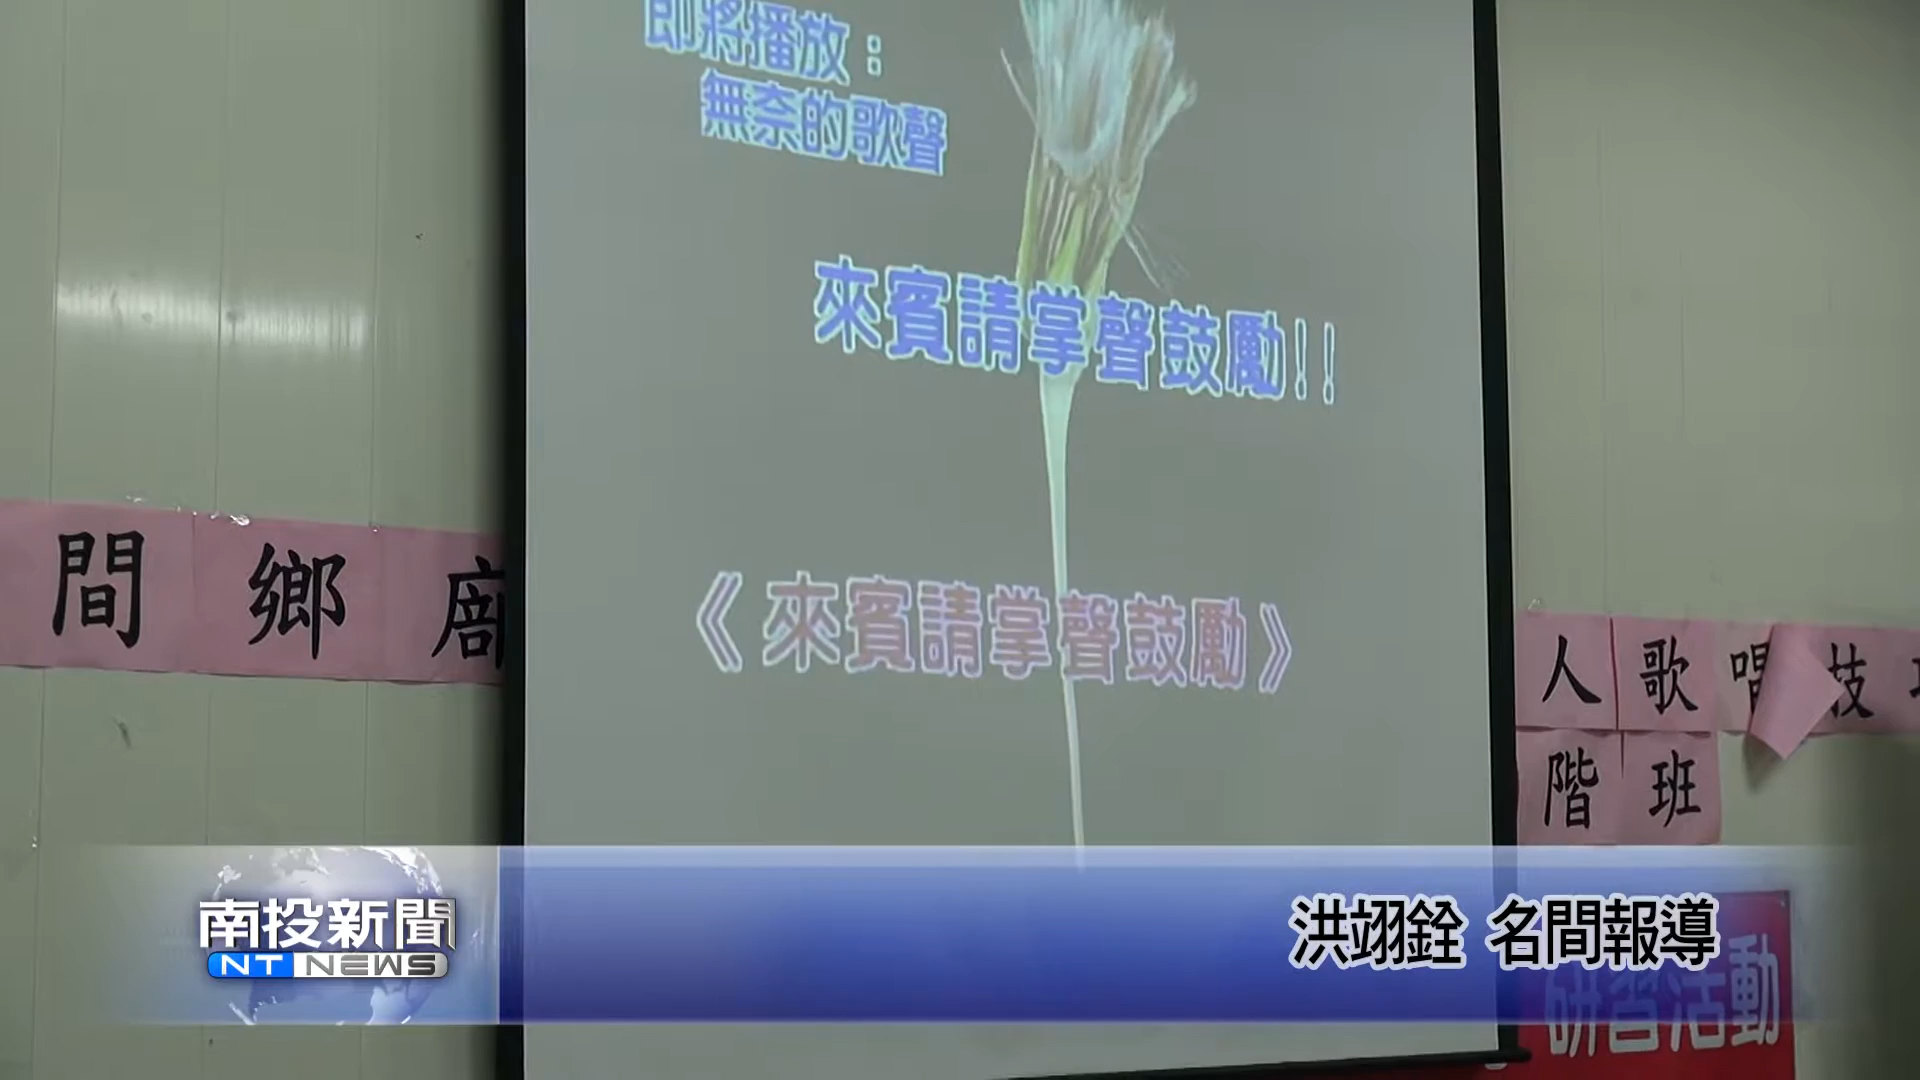 即將播放：
無奈的歌聲
來賓請掌聲鼓勵!!
《來賓請掌聲鼓勵》
間鄉廍
人歌唱技
階班
南投新聞
NT NEWS
洪翊銓 名間報導
研習活動